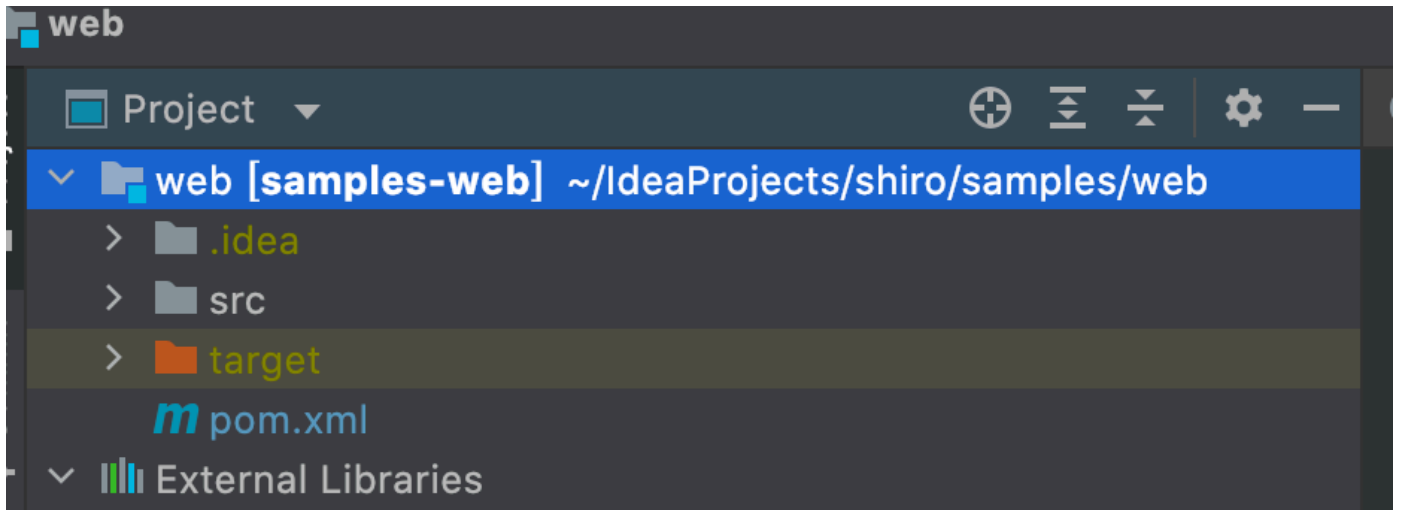 web
Project
web [samples-web] ~/IdeaProjects/shiro/samples/web
.idea
src
target
pom.xml
External Libraries